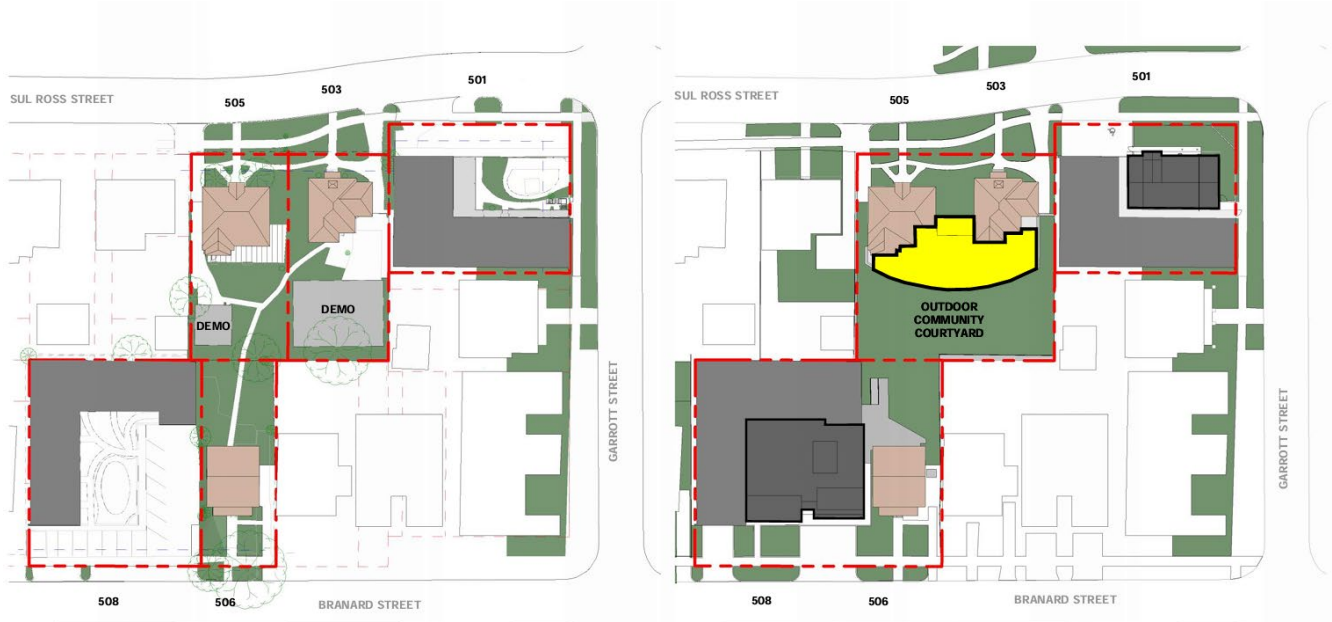 501
503
SUL ROSS STREET
505
DEMO
DEMO
GARROTT STREET
508
506
BRANARD STREET
501
503
SUL ROSS STREET
505
OUTDOOR
COMMUNITY
COURTYARD
GARROTT STREET
508
506
BRANARD STREET